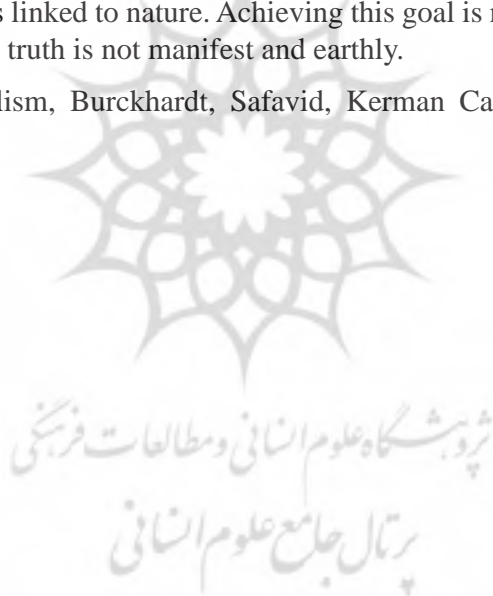 s linked to nature. Achieving this goal is r
truth is not manifest and earthly.
lism, Burckhardt, Safavid, Kerman Ca
پژوهشگاه علوم انسانی و مطالعات فرهنگی
پرتال جامع علوم انسانی